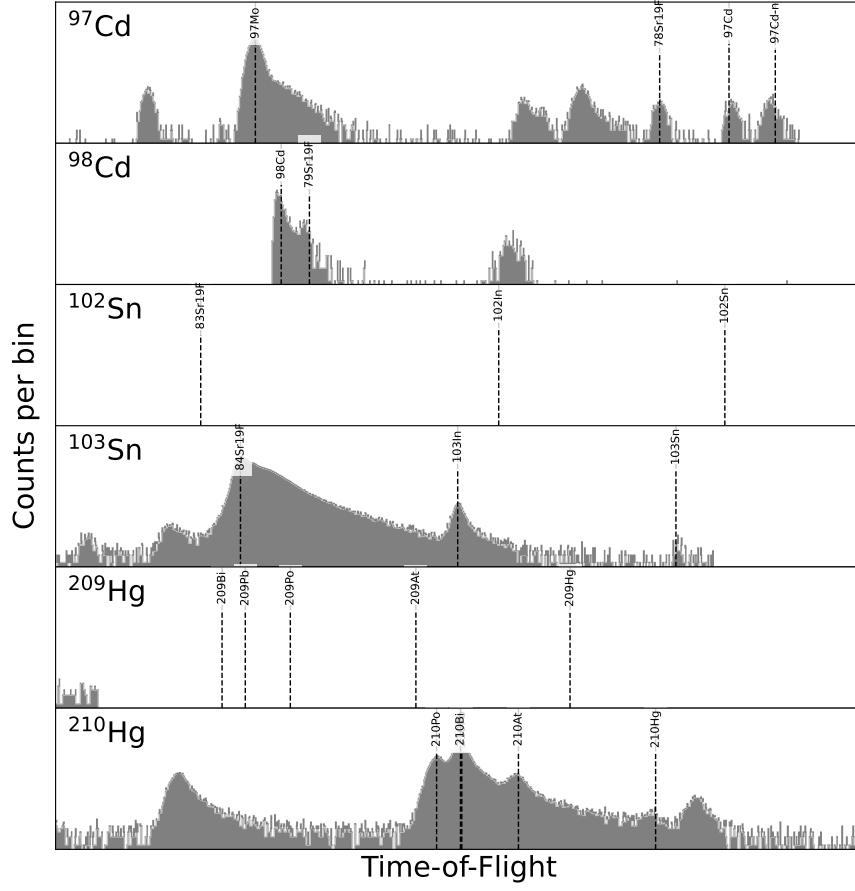 97Cd
97Mo
78Sr19F
97Cd
97Cd-n
98Cd
98Cd
79Sr19F
102Sn
83Sr19F
102In
102Sn
103Sn
84Sr19F
103In
103Sn
209Hg
209Bi
209Pb
209Po
209At
209Hg
210Hg
210Po
210Bi
210At
210Hg
Counts per bin
Time-of-Flight